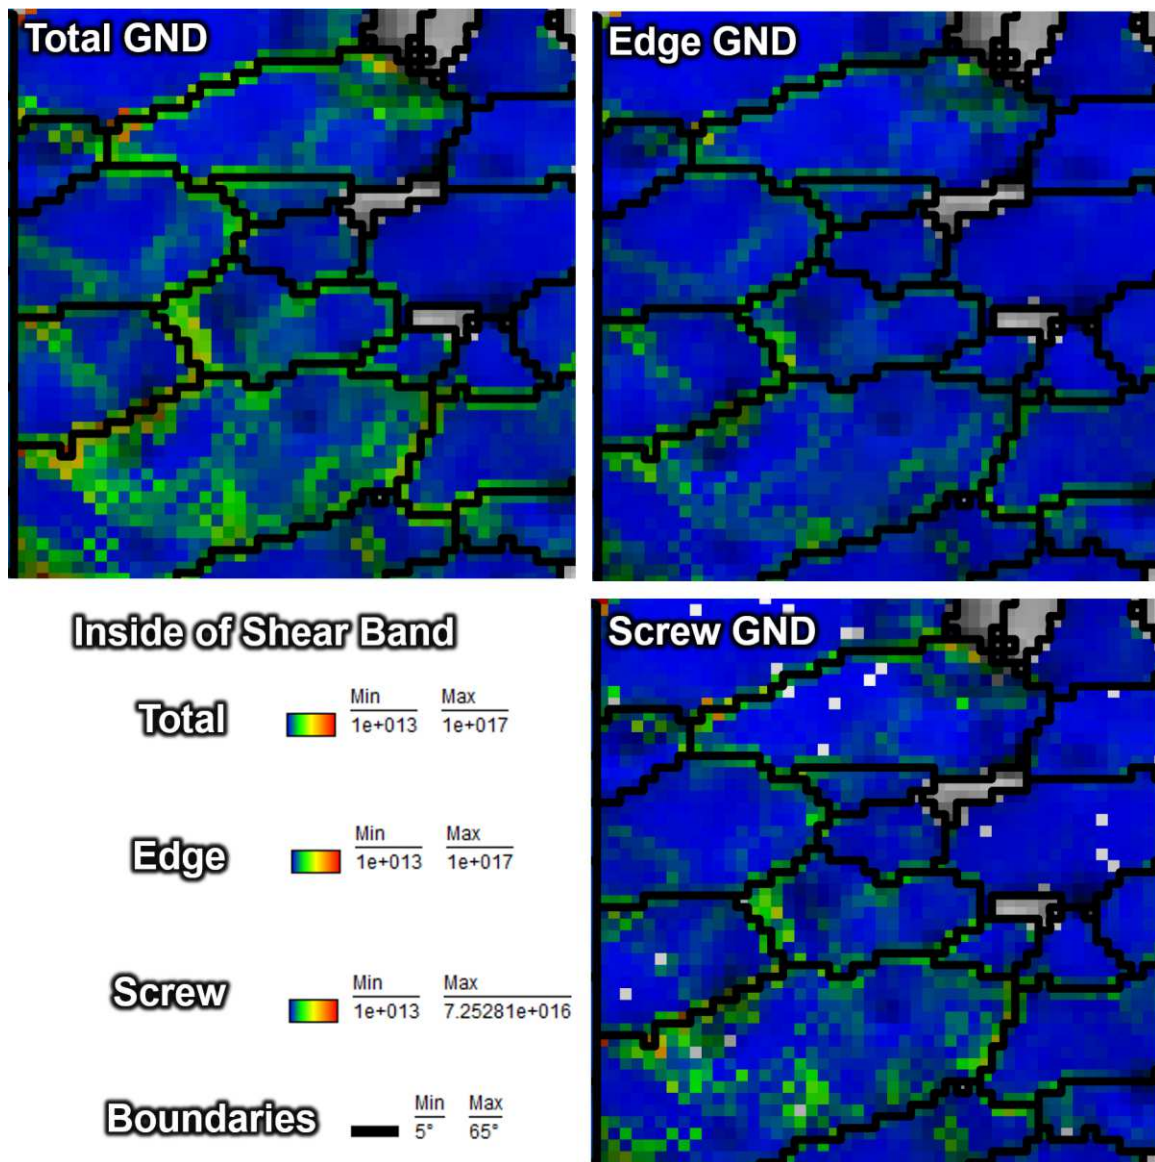 Total GND
Edge GND
Inside of Shear Band
Total
Min Max
1e+013 1e+017
Edge
Min Max
1e+013 1e+017
Screw
Min Max
1e+013 7.25281e+016
Boundaries
Min Max
5° 65°
Screw GND